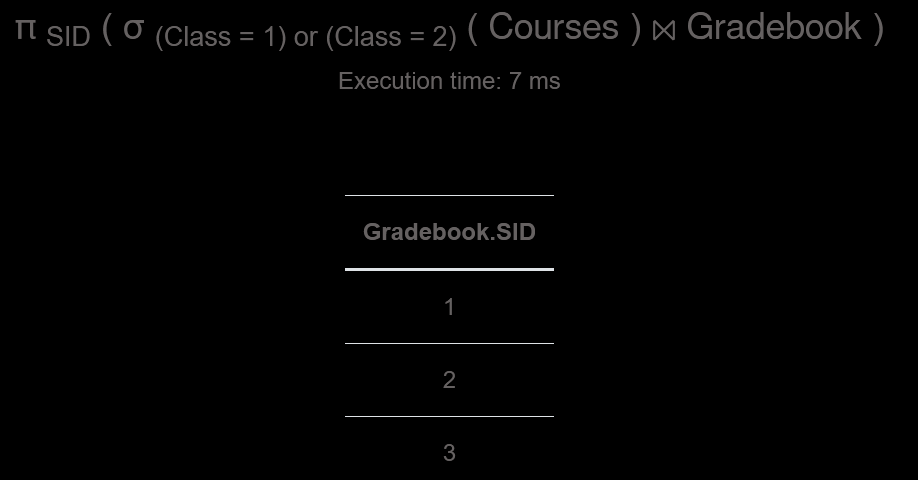 π SID ( σ (Class = 1) or (Class = 2) ( Courses ) ⋈ Gradebook )
Execution time: 7 ms
Gradebook.SID
1
2
3